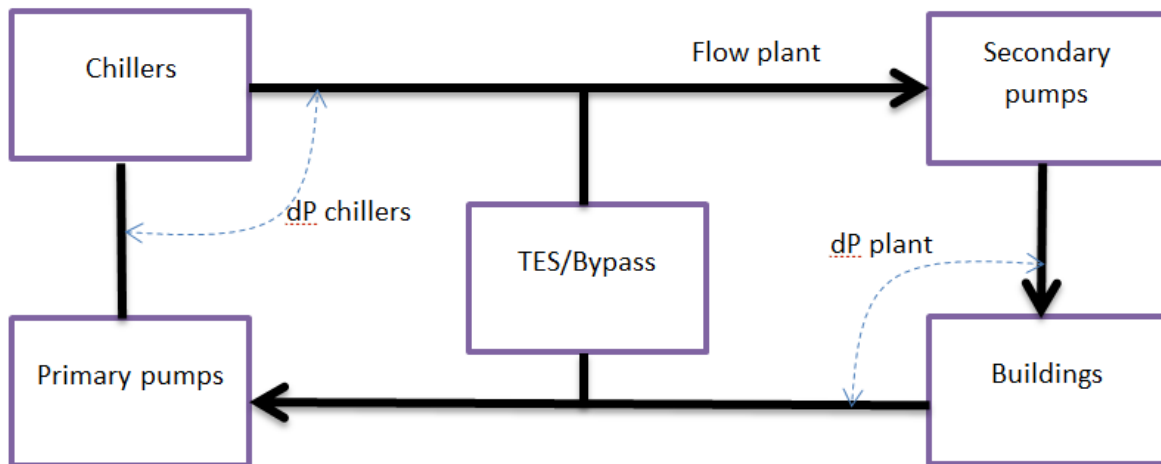 Chillers
Flow plant
Secondary
pumps
dP chillers
TES/Bypass
dP plant
Primary pumps
Buildings